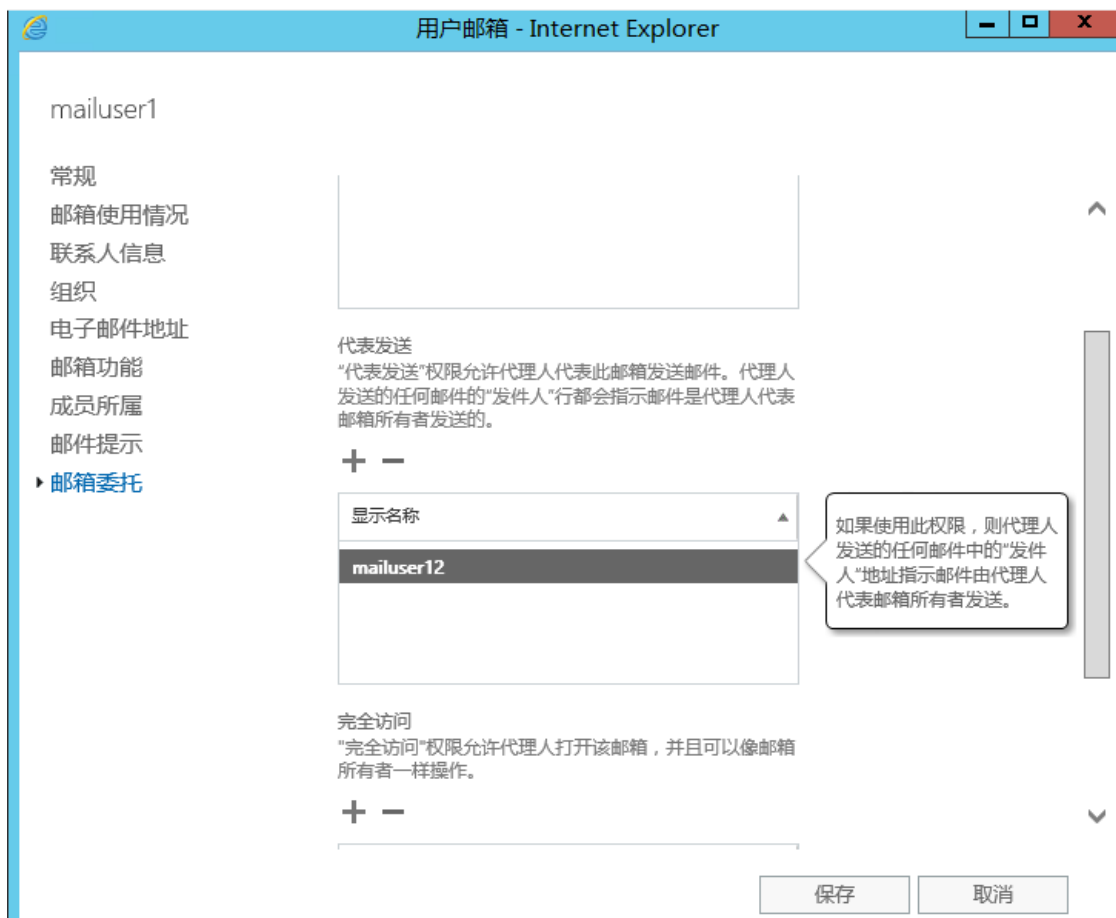 用户邮箱 - Internet Explorer
mailuser1
常规
邮箱使用情况
联系人信息
组织
电子邮件地址
邮箱功能
成员所属
邮件提示
邮箱委托
代表发送
“代表发送”权限允许代理人代表此邮箱发送邮件。代理人
发送的任何邮件的“发件人”行都会指示邮件是代理人代表
邮箱所有者发送的。
显示名称
mailuser12
如果使用此权限，则代理人
发送的任何邮件中的“发件
人”地址指示邮件由代理人
代表邮箱所有者发送。
完全访问
"完全访问"权限允许代理人打开该邮箱，并且可以像邮箱
所有者一样操作。
保存
取消